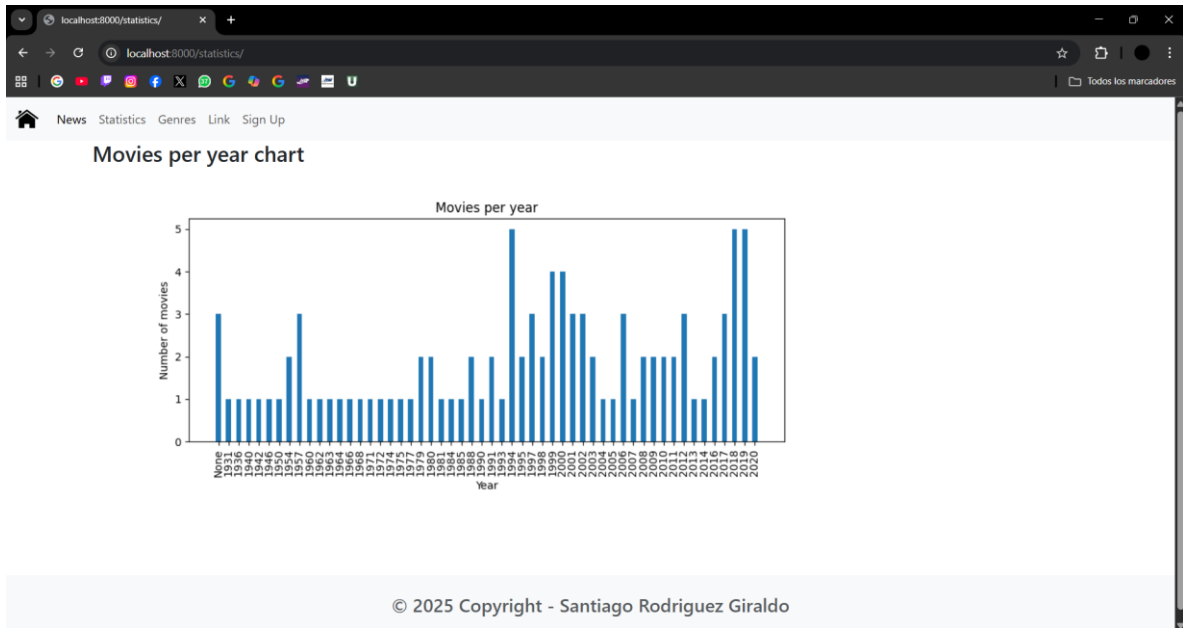 localhost:8000/statistics/
localhost:8000/statistics/
Todos los marcadores
News Statistics Genres Link Sign Up
Movies per year chart
Movies per year
5
4
3
2
1
0
Number of movies
None 1931 1936 1940 1942 1946 1950 1954 1957 1960 1962 1963 1964 1966 1968 1971 1972 1974 1975 1977 1979 1980 1981 1984 1985 1988 1990 1991 1993 1994 1995 1997 1998 1999 2000 2001 2002 2003 2004 2005 2006 2007 2008 2009 2010 2011 2012 2013 2014 2016 2017 2018 2019 2020
Year
© 2025 Copyright - Santiago Rodriguez Giraldo